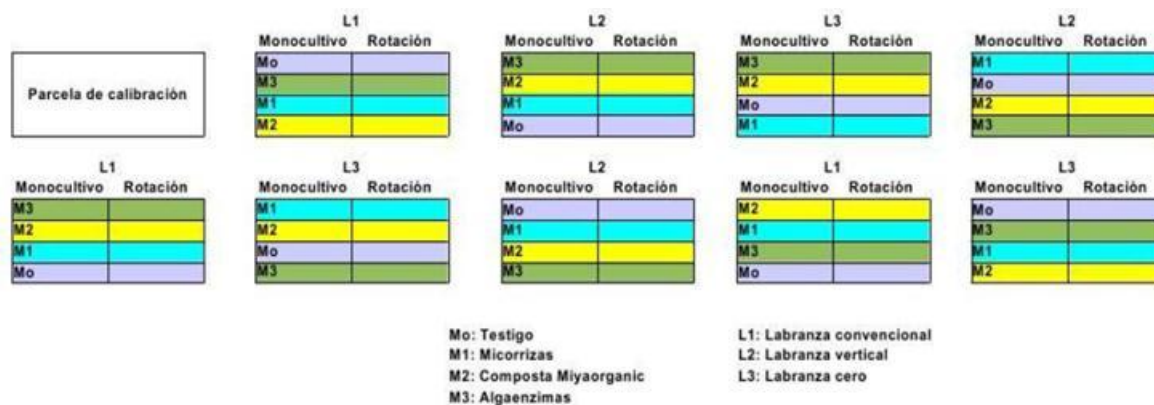 L1 L2 L3 L2
Monocultivo Rotación Monocultivo Rotación Monocultivo Rotación Monocultivo Rotación
Mo M3 M3 M1
M3 M2 M2 Mo
Parcela de calibración
M1 M1 Mo M2
M2 Mo M1 M3
L1 L3 L2 L1 L3
Monocultivo Rotación Monocultivo Rotación Monocultivo Rotación Monocultivo Rotación Monocultivo Rotación
M3 M1 Mo M2 Mo
M2 M2 M1 M1 M3
M1 Mo M2 M3 M1
Mo M3 M3 Mo M2
Mo: Testigo L1: Labranza convencional
M1: Micorrizas L2: Labranza vertical
M2: Composta Miyaorganic L3: Labranza cero
M3: Algaenzimas